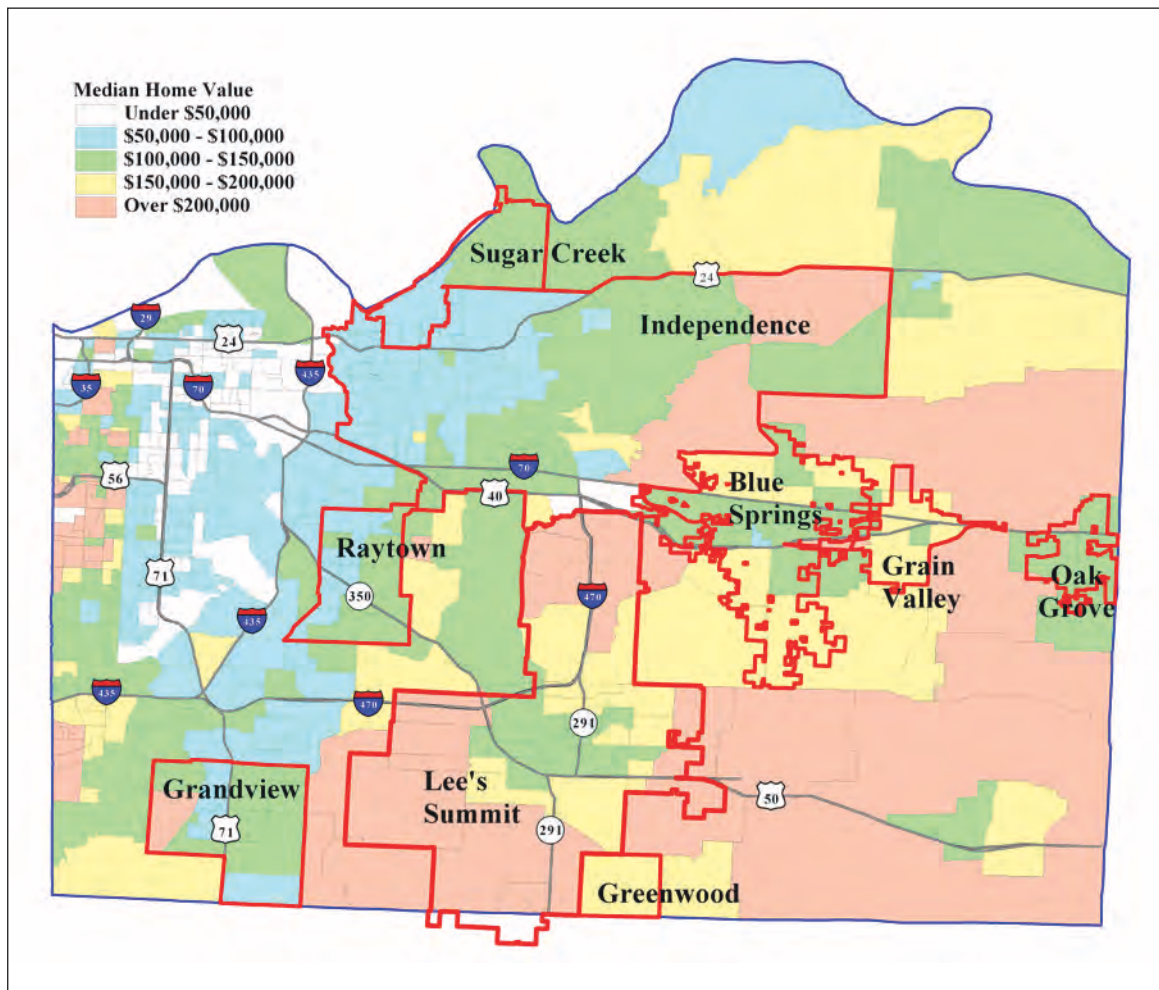 Median Home Value
Under $50,000
$50,000 - $100,000
$100,000 - $150,000
$150,000 - $200,000
Over $200,000
Sugar Creek
24
Independence
29
24
435
35
70
56
70
40
Blue
Springs
Raytown
71
350
470
Grain
Valley
Oak
Grove
435
435
470
291
Grandview
Lee's
Summit
50
71
291
Greenwood